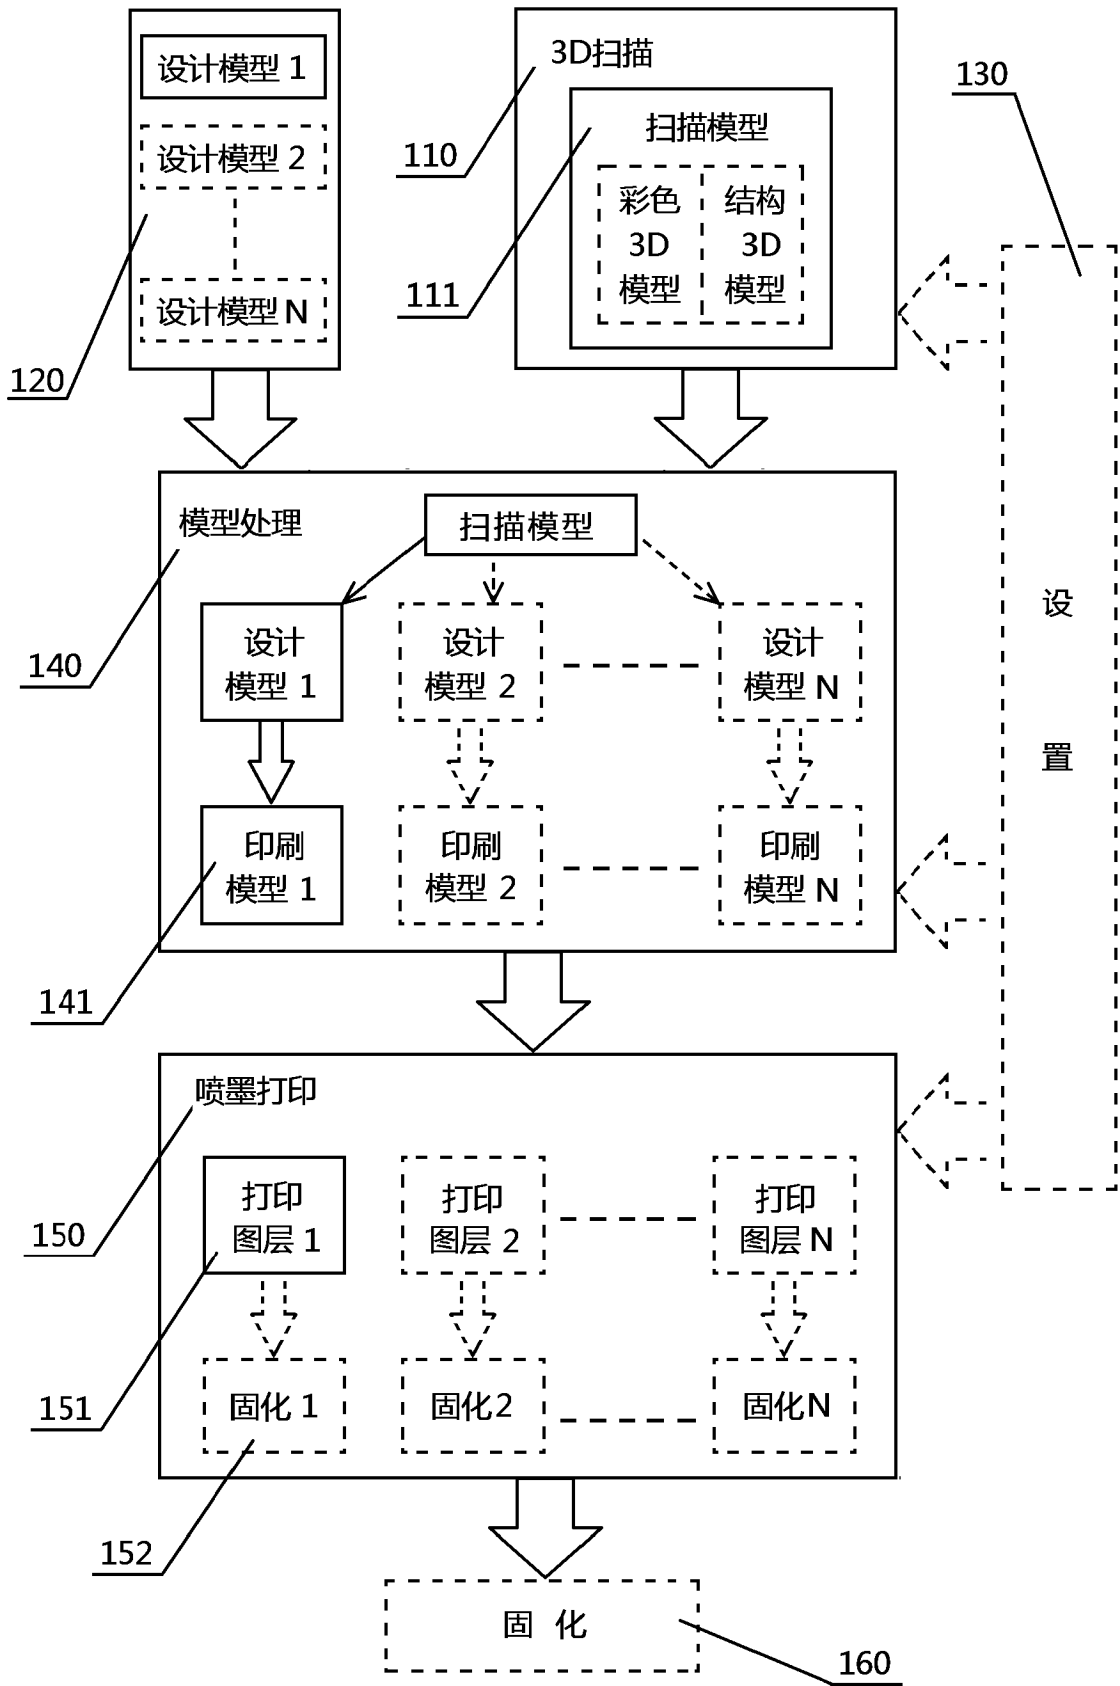 设计模型 1
设计模型 2
设计模型 N
120
3D扫描
扫描模型
彩色
3D
模型
结构
3D
模型
110
111
130
设
置
模型处理
扫描模型
设计
模型 1
设计
模型 2
设计
模型 N
140
印刷
模型 1
印刷
模型 2
印刷
模型 N
141
喷墨打印
打印
图层 1
打印
图层 2
打印
图层 N
150
固化 1
固化 2
固化 N
151
152
固 化
160